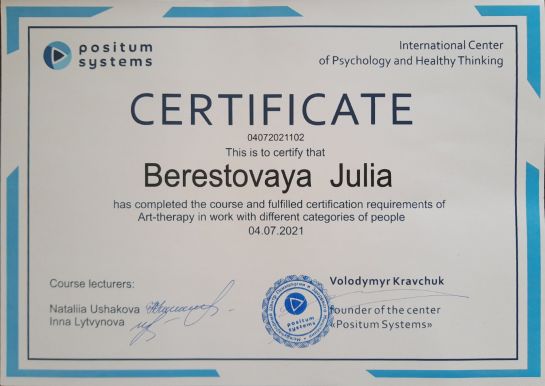 positum
systems
International Center
of Psychology and Healthy Thinking
CERTIFICATE
04072021102
This is to certify that
Berestovaya Julia
has completed the course and fulfilled certification requirements of
Art-therapy in work with different categories of people
04.07.2021
Course lecturers:
Nataliia Ushakova
Inna Lytvynova
Volodymyr Kravchuk
founder of the center
«Positum Systems»
positum
systems